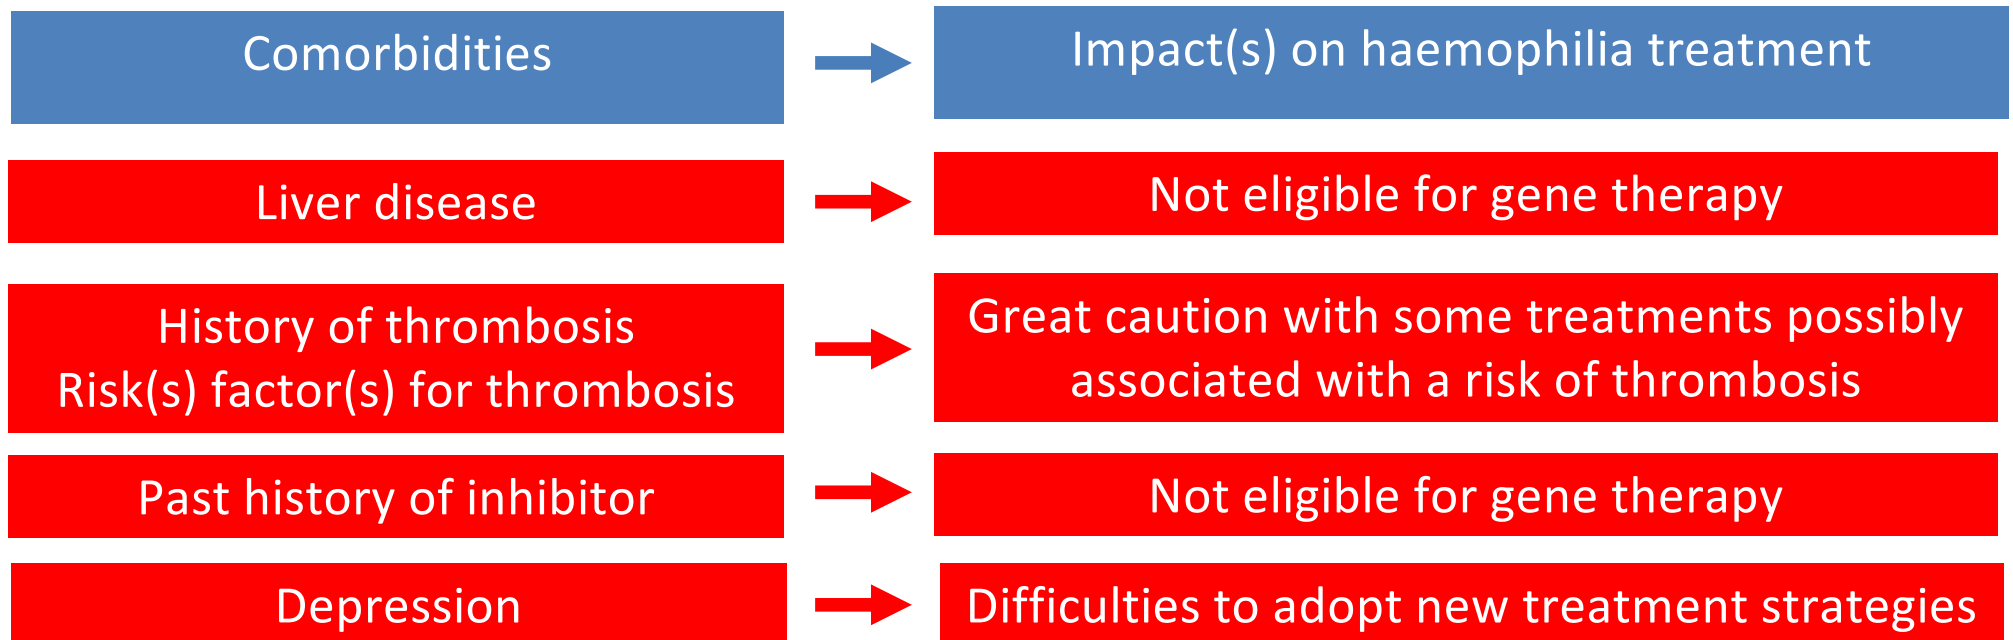 Comorbidities
Impact(s) on haemophilia treatment
Liver disease
Not eligible for gene therapy
History of thrombosis
Risk(s) factor(s) for thrombosis
Great caution with some treatments possibly
associated with a risk of thrombosis
Past history of inhibitor
Not eligible for gene therapy
Depression
Difficulties to adopt new treatment strategies